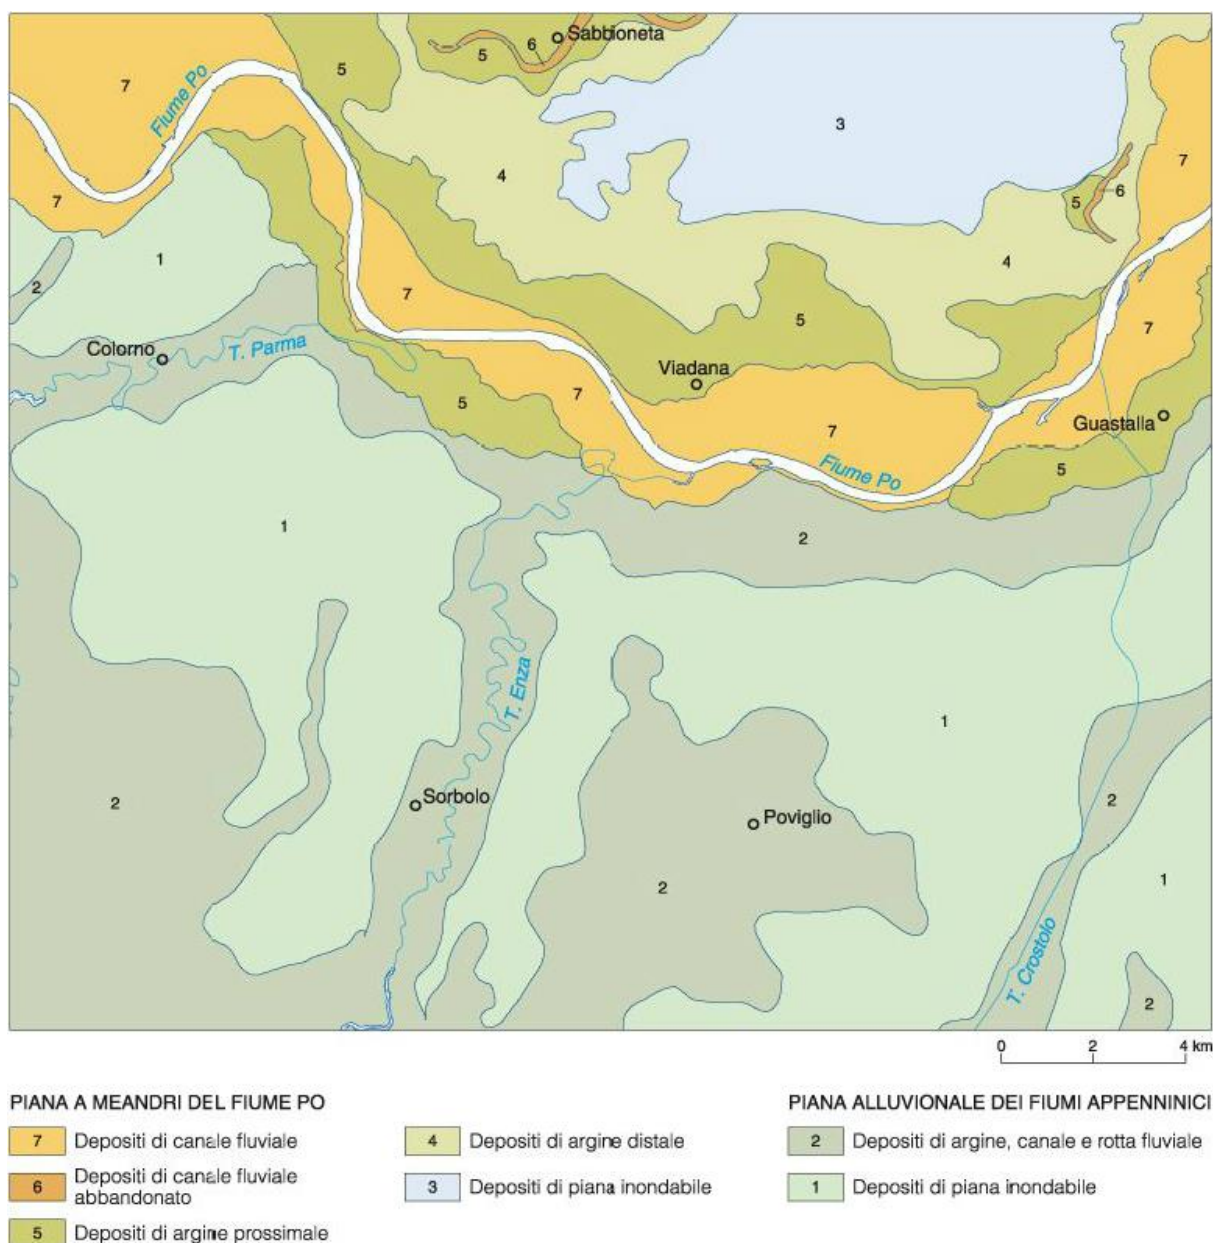 Sabbioneta
6
5
5
7
Fiume Po
3
4
7
5
6
7
7
1
4
2
7
5
7
Colorno
T. Parma
Viadana
5
7
7
Guastalla
Fiume Po
5
1
2
T. Enza
1
2
Sorbolo
2
Poviglio
2
1
T. Crostolo
2
0 2 4 km
PIANA A MEANDRI DEL FIUME PO
7 Depositi di canale fluviale
6 Depositi di canale fluviale
abbandonato
5 Depositi di argine prossimale
4 Depositi di argine distale
3 Depositi di piana inondabile
PIANA ALLUVIONALE DEI FIUMI APPENNINICI
2 Depositi di argine, canale e rotta fluviale
1 Depositi di piana inondabile